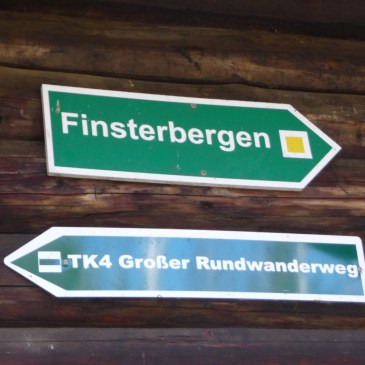 Finsterbergen
TK4 Großer Rundwanderweg